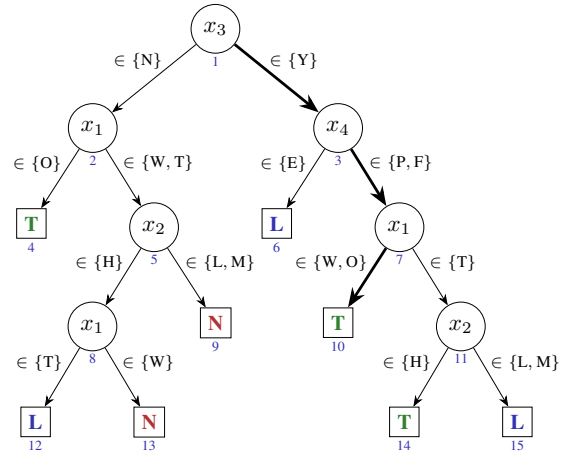 x₃
1
∈ {N} ∈ {Y}
x₁ x₄
2 3
∈ {O} ∈ {W, T} ∈ {E} ∈ {P, F}
T x₂ L x₁
4 5 6 7
∈ {H} ∈ {L, M} ∈ {W, O} ∈ {T}
x₁ N T x₂
8 9 10 11
∈ {T} ∈ {W} ∈ {H} ∈ {L, M}
L N T L
12 13 14 15